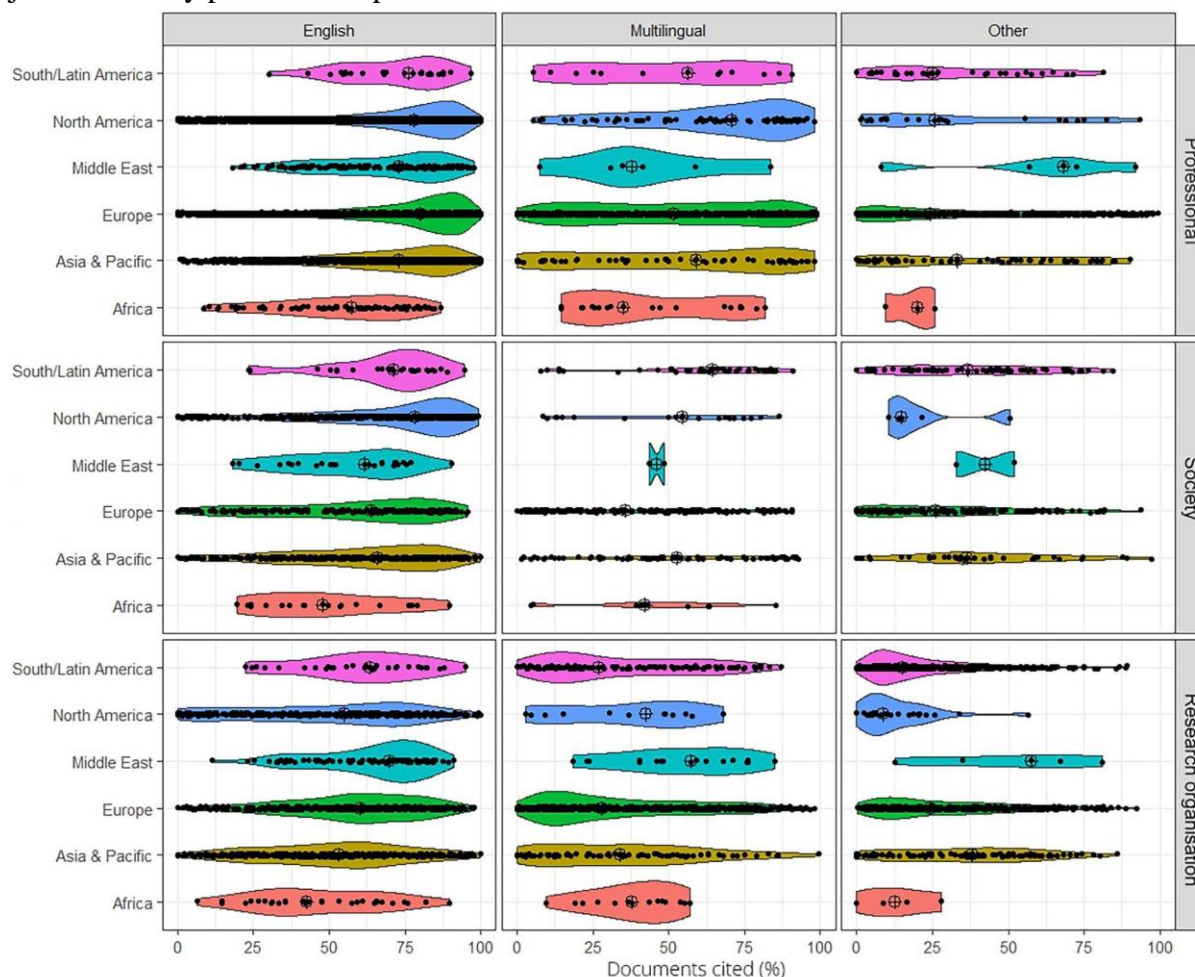 English Multilingual Other
South/Latin America
North America
Middle East
Europe
Asia & Pacific
Africa
Professional
South/Latin America
North America
Middle East
Europe
Asia & Pacific
Africa
Society
South/Latin America
North America
Middle East
Europe
Asia & Pacific
Africa
Research organisation
0 25 50 75 100 0 25 50 75 100 0 25 50 75 100
Documents cited (%)